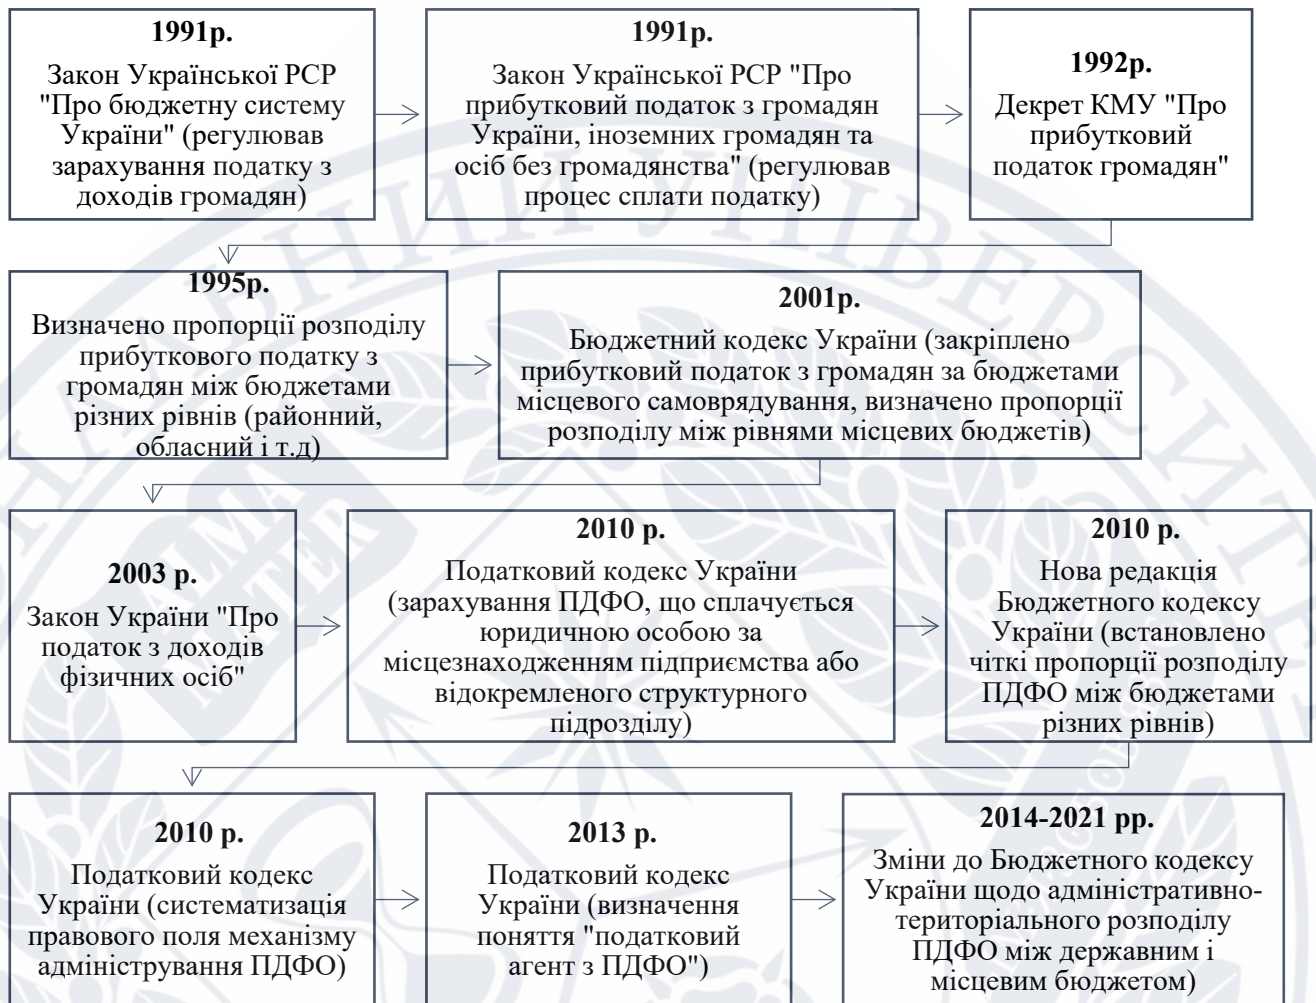 1991р.
Закон Української РСР
"Про бюджетну систему
України" (регулював
зарахування податку з
доходів громадян)
1991р.
Закон Української РСР "Про
прибутковий податок з громадян
України, іноземних громадян та
осіб без громадянства" (регулював
процес сплати податку)
1992р.
Декрет КМУ "Про
прибутковий
податок громадян"
1995р.
Визначено пропорції розподілу
прибуткового податку з
громадян між бюджетами
різних рівнів (районний,
обласний і т.д)
2001р.
Бюджетний кодекс України (закріплено
прибутковий податок з громадян за бюджетами
місцевого самоврядування, визначено пропорції
розподілу між рівнями місцевих бюджетів)
2003 р.
Закон України "Про
податок з доходів
фізичних осіб"
2010 р.
Податковий кодекс України
(зарахування ПДФО, що сплачується
юридичною особою за
місцезнаходженням підприємства або
відокремленого структурного
підрозділу)
2010 р.
Нова редакція
Бюджетного кодексу
України (встановлено
чіткі пропорції розподілу
ПДФО між бюджетами
різних рівнів)
2010 р.
Податковий кодекс
України (систематизація
правового поля механізму
адміністрування ПДФО)
2013 р.
Податковий кодекс
України (визначення
поняття "податковий
агент з ПДФО")
2014-2021 рр.
Зміни до Бюджетного кодексу
України щодо адміністративно-
територіального розподілу
ПДФО між державним і
місцевим бюджетом)
ALMA
MATER